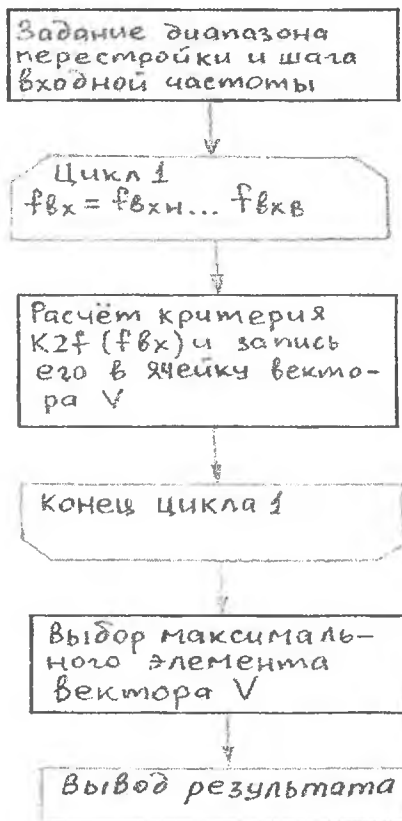 Задание диапазона
перестройки и шага
входной частоты
Цикл 1
fвх = fвхн... fвхв
Расчёт критерия
K2f (fвх) и запись
его в ячейку векто-
ра V
Конец цикла 1
Выбор максималь-
ного элемента
вектора V
Вывод результата